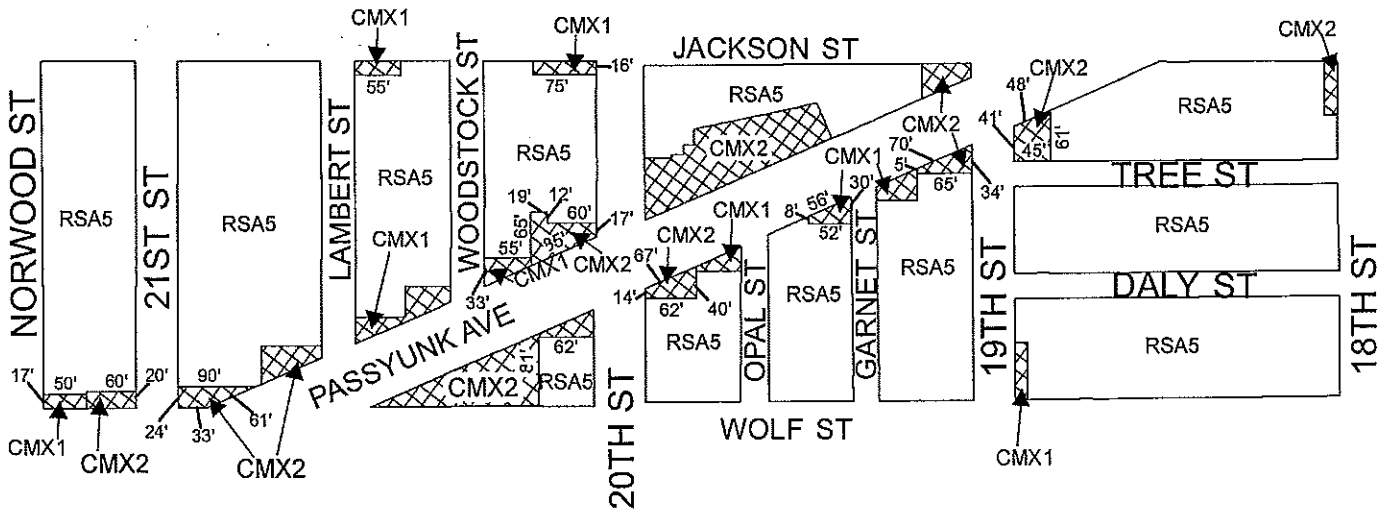 CMX1
CMX1
CMX2
JACKSON ST
16'
55'
75'
48'
CMX2
NORWOOD ST
21ST ST
LAMBERT ST
WOODSTOCK ST
RSA5
RSA5
RSA5
RSA5
RSA5
RSA5
CMX2
CMX2
CMX1
70'
5'
65'
34'
41'
45'
61'
TREE ST
30'
56'
8'
52'
CMX1
19'
12'
60'
17'
65'
85'
55'
CMX1
CMX2
33'
CMX1
CMX2
67'
14'
62'
40'
RSA5
OPAL ST
RSA5
GARNET ST
RSA5
19TH ST
RSA5
DALY ST
18TH ST
RSA5
PASSYUNK AVE
81'
62'
CMX2
RSA5
20TH ST
WOLF ST
17'
50'
60'
20'
90'
24'
33'
61'
CMX1
CMX2
CMX2
CMX1